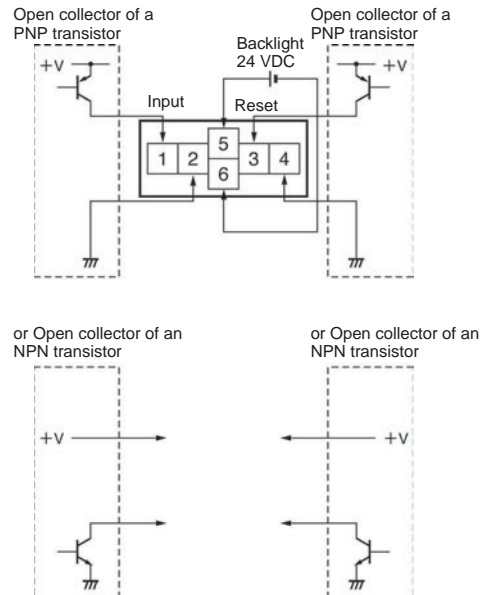 Open collector of a
PNP transistor
Open collector of a
PNP transistor
Backlight
24 VDC
+V
+V
Input
Reset
5
1 2 3 4
6
or Open collector of an
NPN transistor
or Open collector of an
NPN transistor
+V
+V